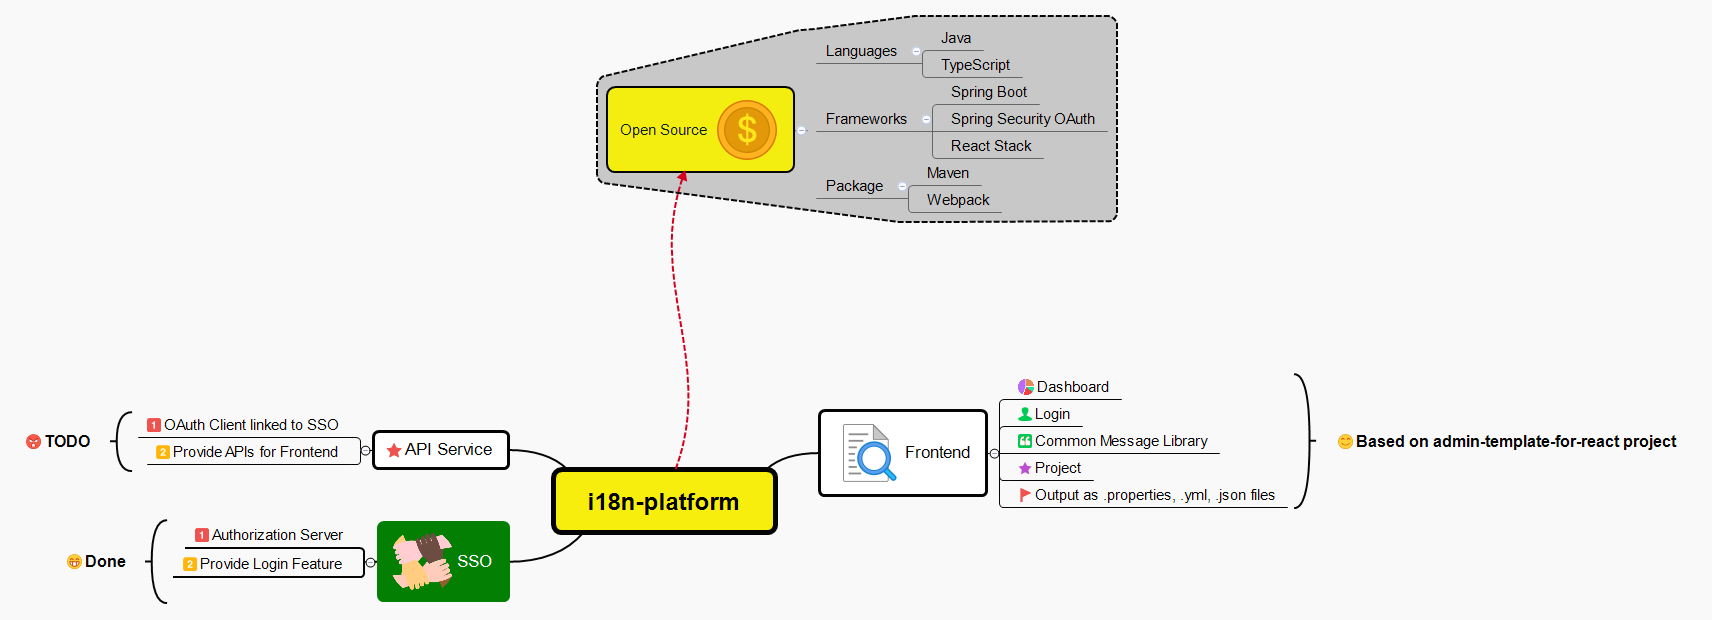 Open Source
$
Languages
Java
TypeScript
Frameworks
Spring Boot
Spring Security OAuth
React Stack
Package
Maven
Webpack
TODO
1 OAuth Client linked to SSO
2 Provide APIs for Frontend
API Service
Done
1 Authorization Server
2 Provide Login Feature
SSO
i18n-platform
Frontend
Dashboard
Login
Common Message Library
Project
Output as .properties, .yml, .json files
Based on admin-template-for-react project